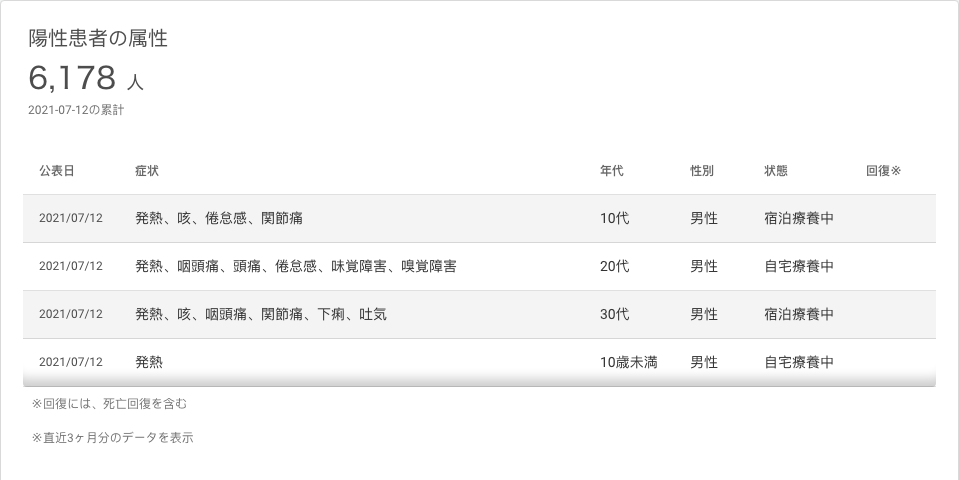 陽性患者の属性
6,178 人
2021-07-12の累計
公表日 症状 年代 性別 状態 回復※
2021/07/12 発熱、咳、倦怠感、関節痛 10代 男性 宿泊療養中
2021/07/12 発熱、咽頭痛、頭痛、倦怠感、味覚障害、嗅覚障害 20代 男性 自宅療養中
2021/07/12 発熱、咳、咽頭痛、関節痛、下痢、吐気 30代 男性 宿泊療養中
2021/07/12 発熱 10歳未満 男性 自宅療養中
※回復には、死亡回復を含む
※直近3ヶ月分のデータを表示